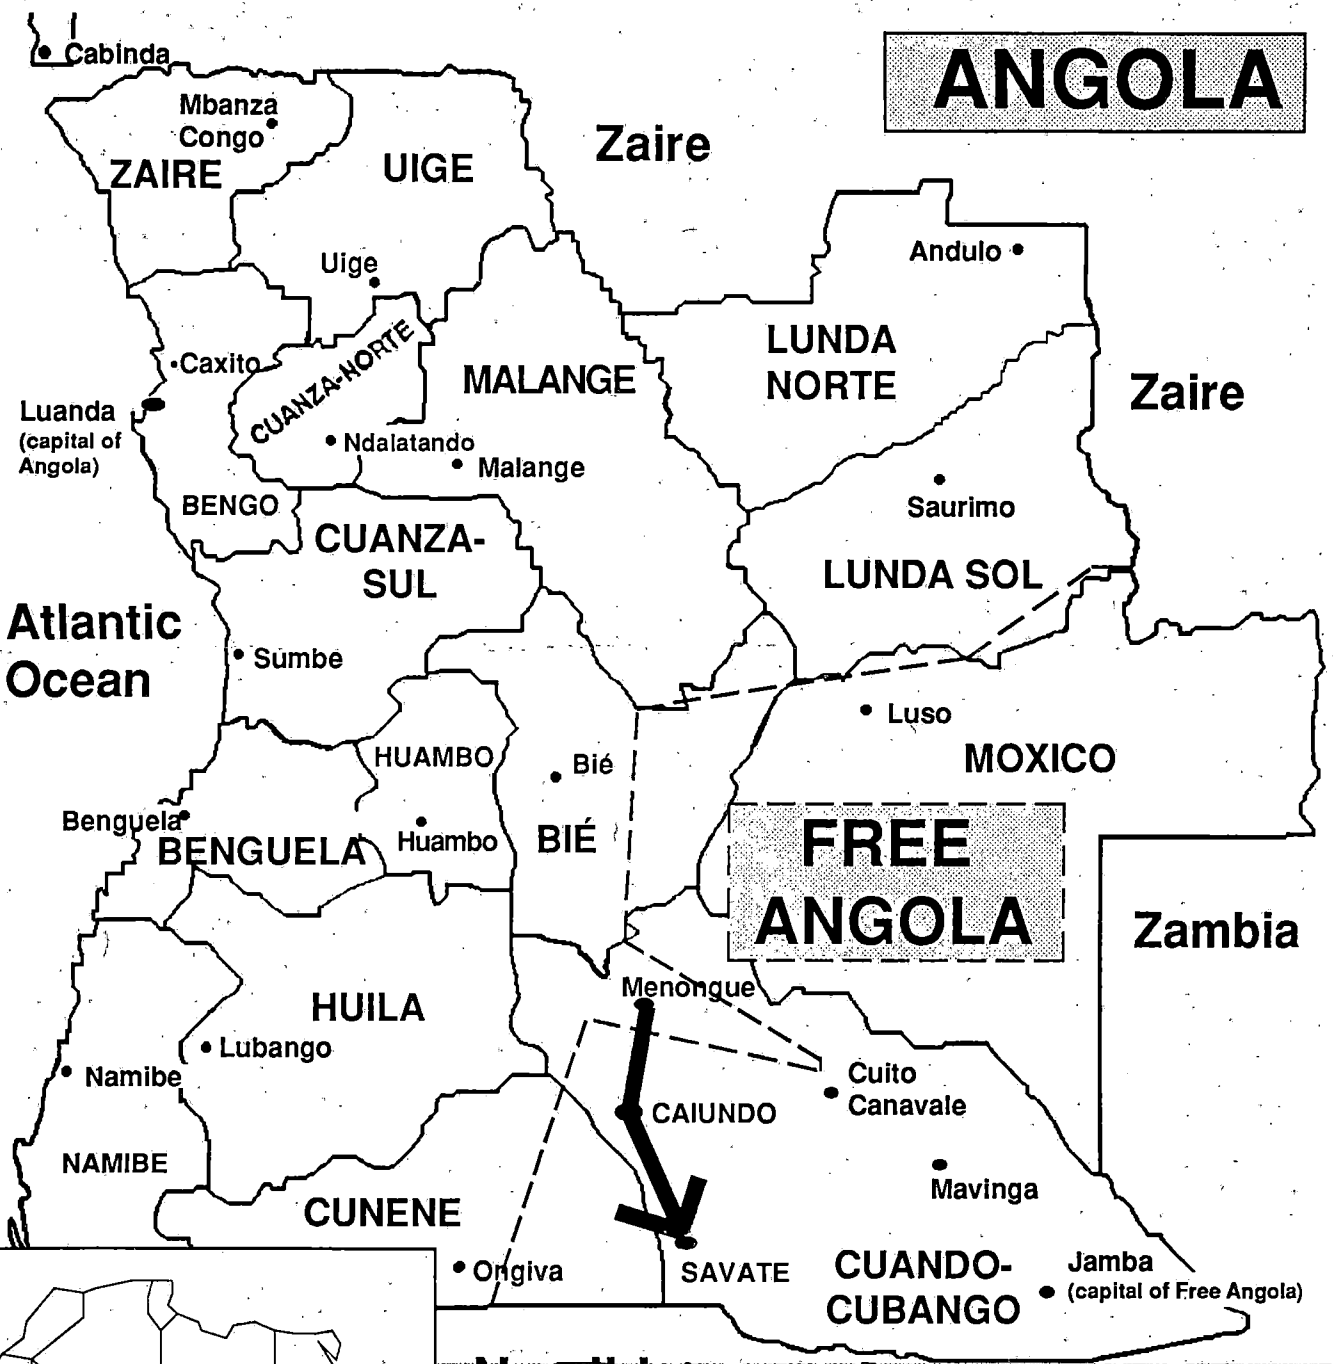 Cabinda
ANGOLA
Mbanza
Congo
ZAIRE
UIGE
Zaire
Andulo
Uige
LUNDA
NORTE
Caxito
CUANZA-NORTE
MALANGE
Zaire
Luanda
(capital of
Angola)
Ndalatando
Malange
Saurimo
BENGO
CUANZA-
SUL
LUNDA SOL
Atlantic
Ocean
Sumbe
Luso
HUAMBO
Bié
MOXICO
Benguela
BENGUELA
Huambo
BIÉ
FREE
ANGOLA
Zambia
Menongue
HUILA
Lubango
Namibe
Cuito
Canavale
CAIUNDO
NAMIBE
Mavinga
CUNENE
Ongiva
SAVATE
CUANDO-
CUBANGO
Jamba
(capital of Free Angola)